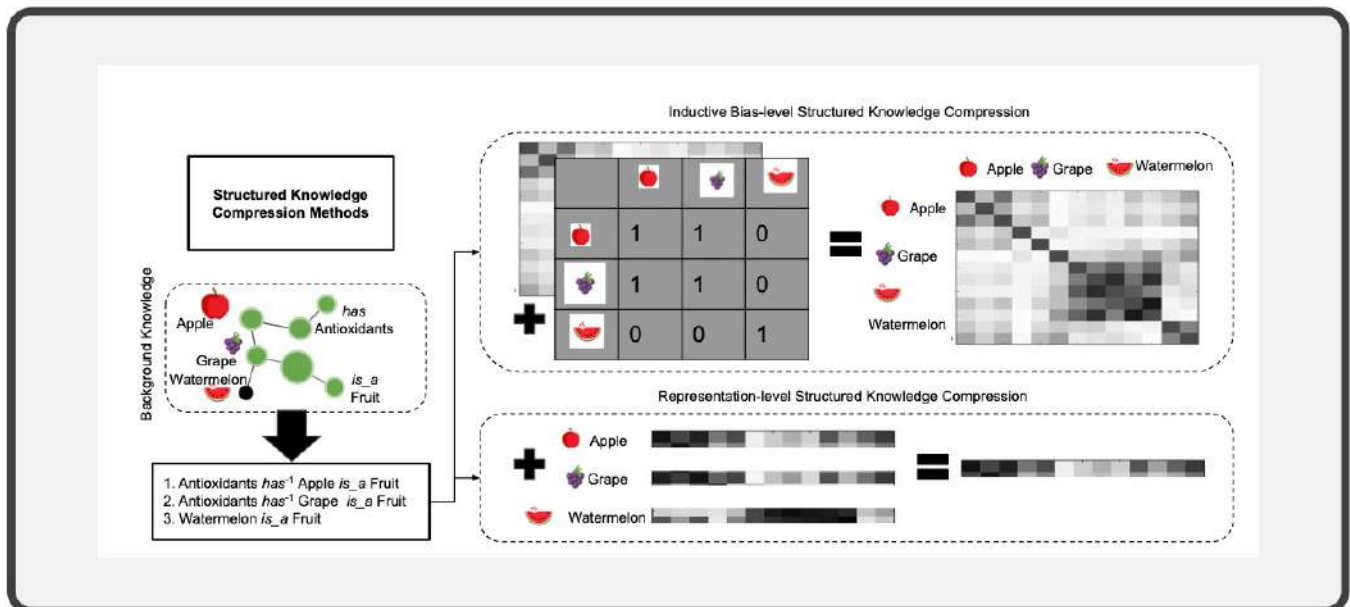 Inductive Bias-level Structured Knowledge Compression
Structured Knowledge
Compression Methods
Background Knowledge
Apple
has
Antioxidants
Grape
Watermelon
is_a
Fruit
1. Antioxidants has⁻¹ Apple is_a Fruit
2. Antioxidants has⁻¹ Grape is_a Fruit
3. Watermelon is_a Fruit
1 1 0
1 1 0
0 0 1
Apple Grape Watermelon
Apple
Grape
Watermelon
Representation-level Structured Knowledge Compression
Apple
Grape
Watermelon